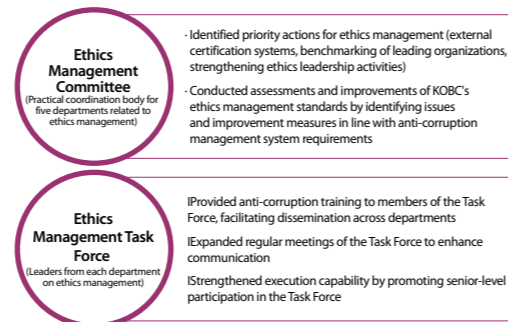 Ethics
Management
Committee
(Practical coordination body for
five departments related to
ethics management)
· Identified priority actions for ethics management (external
certification systems, benchmarking of leading organizations,
strengthening ethics leadership activities)
· Conducted assessments and improvements of KOBC's
ethics management standards by identifying issues
and improvement measures in line with anti-corruption
management system requirements
Ethics
Management Task
Force
(Leaders from each department
on ethics management)
lProvided anti-corruption training to members of the Task
Force, facilitating dissemination across departments
lExpanded regular meetings of the Task Force to enhance
communication
lStrengthened execution capability by promoting senior-level
participation in the Task Force